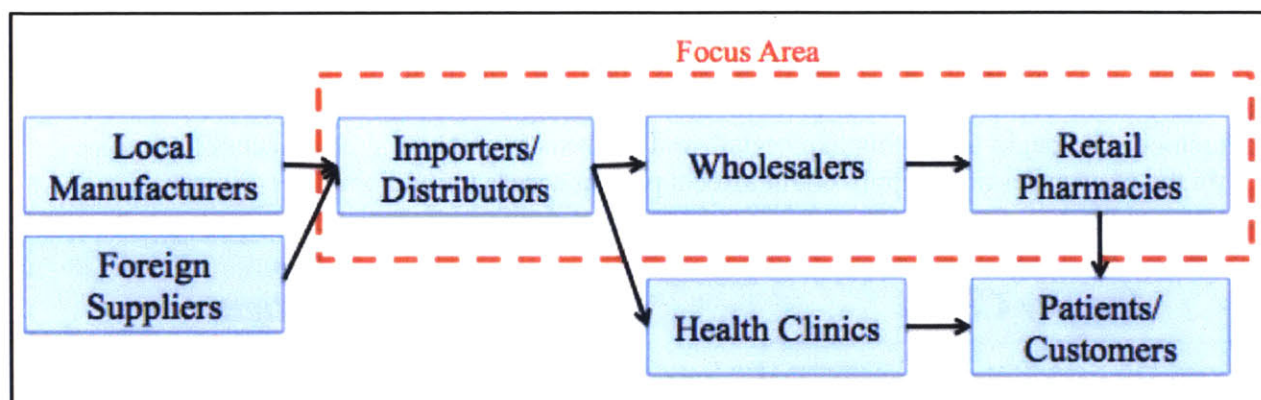 Focus Area
Local
Manufacturers
Importers/
Distributors
Wholesalers
Retail
Pharmacies
Foreign
Suppliers
Health Clinics
Patients/
Customers